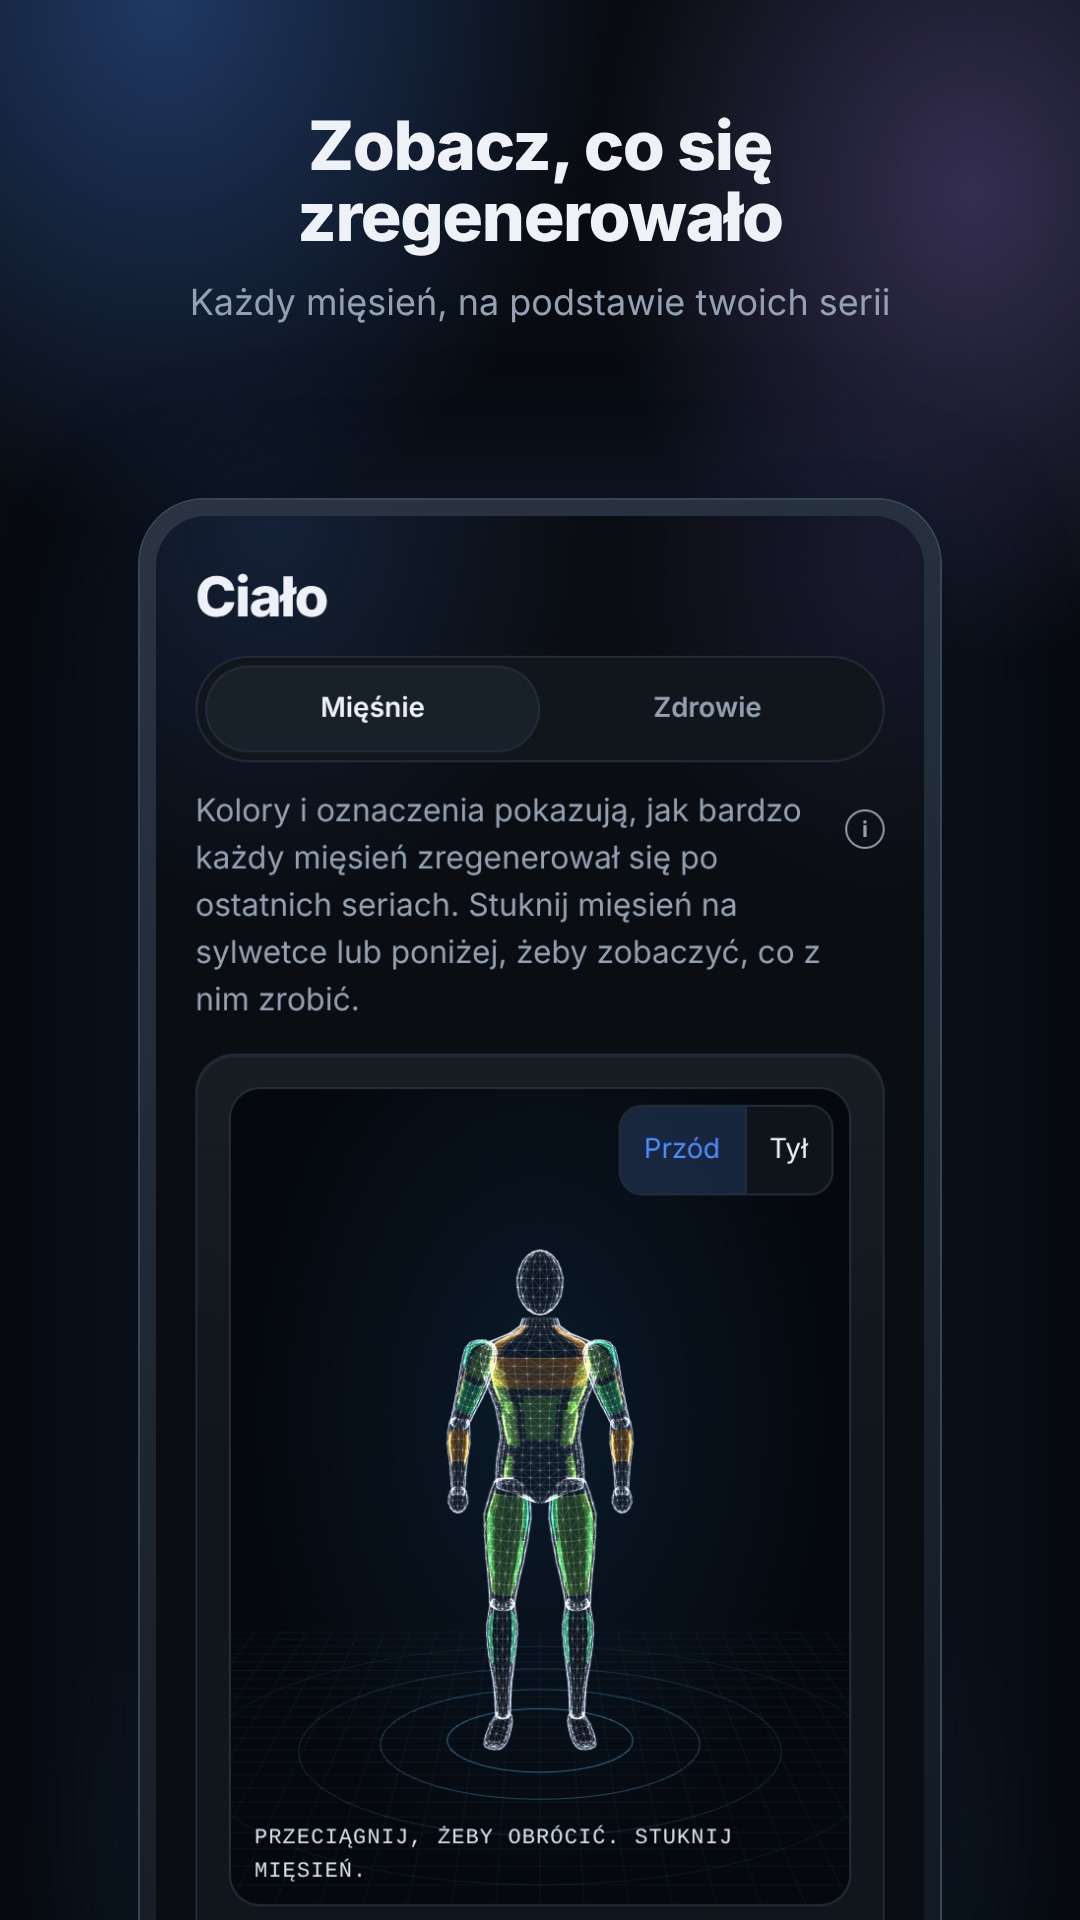 Zobacz, co się
zregenerowało
Każdy mięsień, na podstawie twoich serii
Ciało
Mięśnie
Zdrowie
Kolory i oznaczenia pokazują, jak bardzo
każdy mięsień zregenerował się po
ostatnich seriach. Stuknij mięsień na
sylwetce lub poniżej, żeby zobaczyć, co z
nim zrobić.
i
Przód
Tył
PRZECIĄGNIJ, ŻEBY OBRÓCIĆ. STUKNIJ
MIĘSIEŃ.